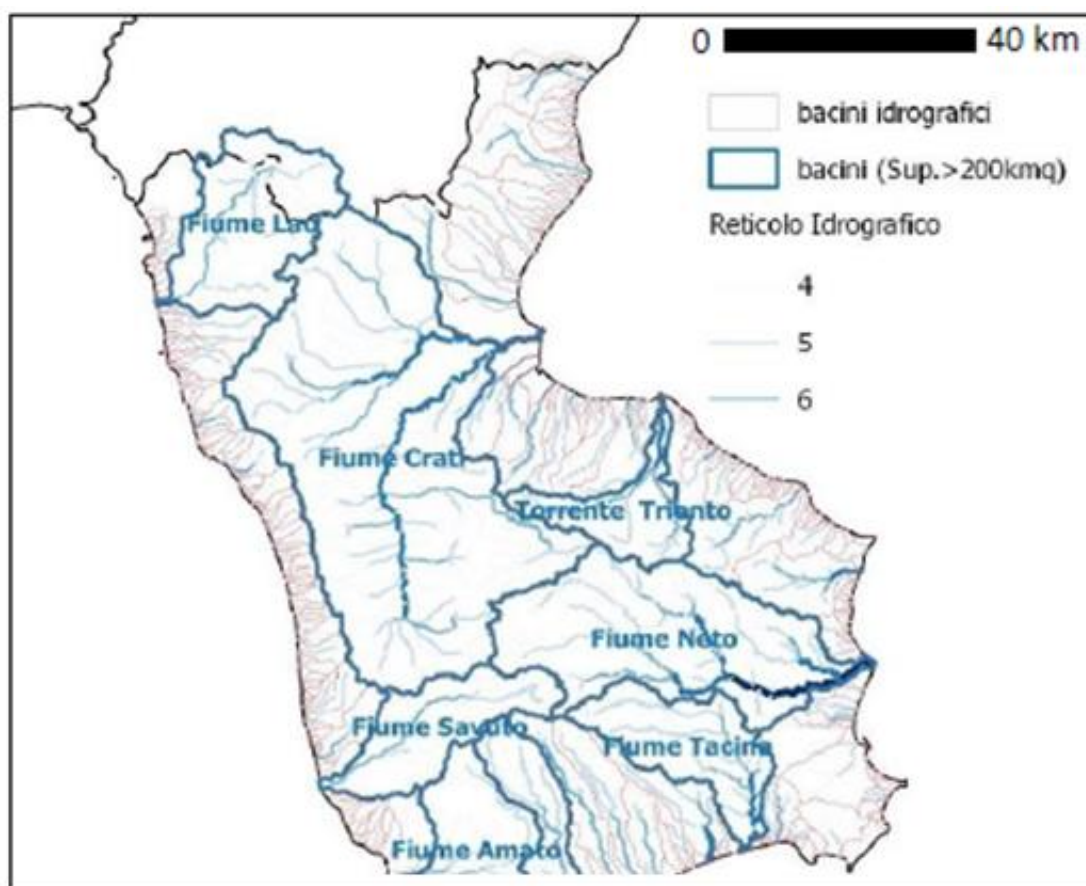 0 40 km
bacini idrografici
bacini (Sup.>200kmq)
Reticolo Idrografico
4
5
6
Fiume Lao
Fiume Crati
Torrente Trionto
Fiume Neto
Fiume Savuto
Fiume Tacina
Fiume Amato